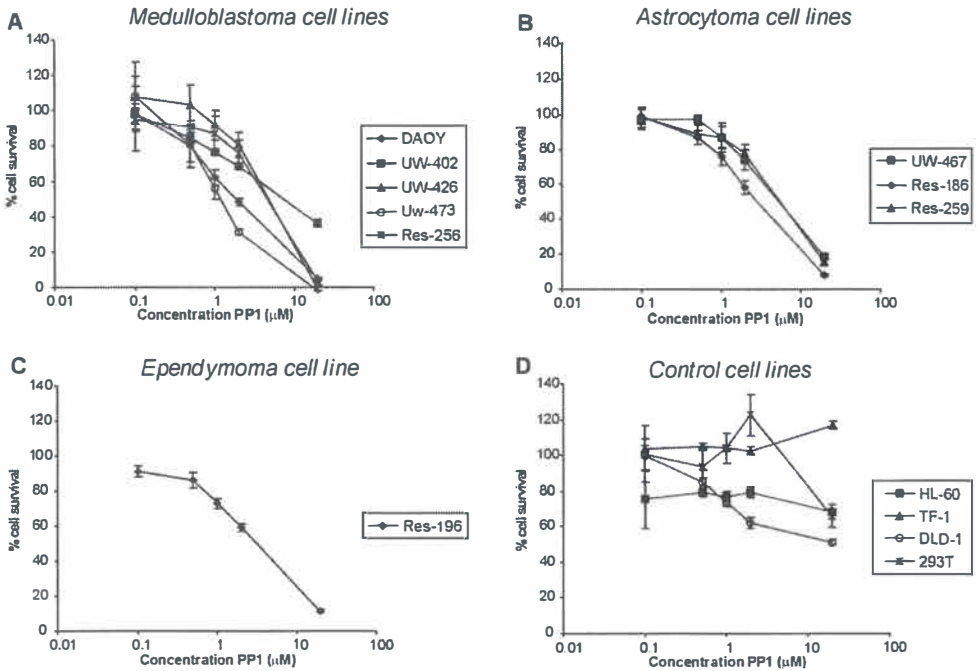 A
Medulloblastoma cell lines
140
120
100
80
60
40
20
0
% cell survival
0.01
0.1
1
10
100
Concentration PP1 (µM)
DAOY
UW-402
UW-426
Uw-473
Res-256
B
Astrocytoma cell lines
140
120
100
80
60
40
20
0
% cell survival
0.01
0.1
1
10
100
Concentration PP1 (µM)
UW-467
Res-186
Res-259
C
Ependymoma cell line
140
120
100
80
60
40
20
0
% cell survival
0.01
0.1
1
10
100
Concentration PP1 (µM)
Res-196
D
Control cell lines
140
120
100
80
60
40
20
0
% cell survival
0.01
0.1
1
10
100
Concentration PP1 (µM)
HL-60
TF-1
DLD-1
293T